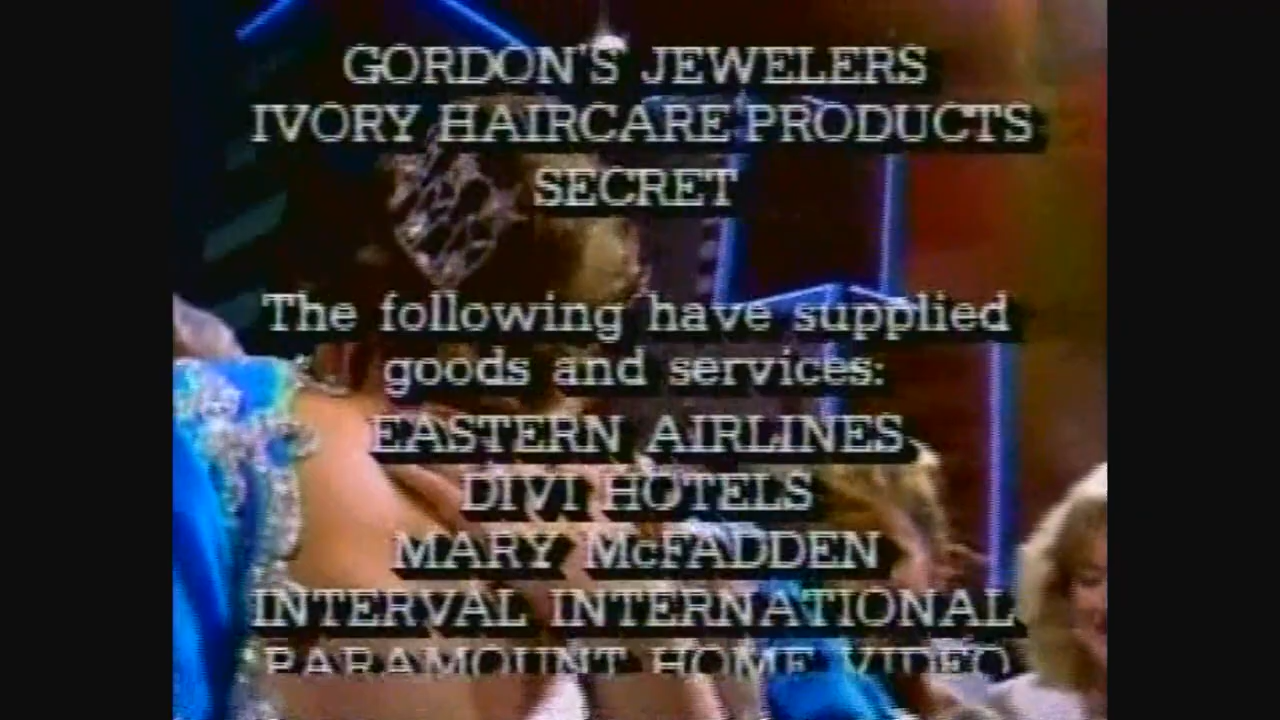 GORDON'S JEWELERS
IVORY HAIRCARE PRODUCTS
SECRET
The following have supplied
goods and services:
EASTERN AIRLINES
DIVI HOTELS
MARY McFADDEN
INTERVAL INTERNATIONAL
PARAMOUNT HOME VIDEO